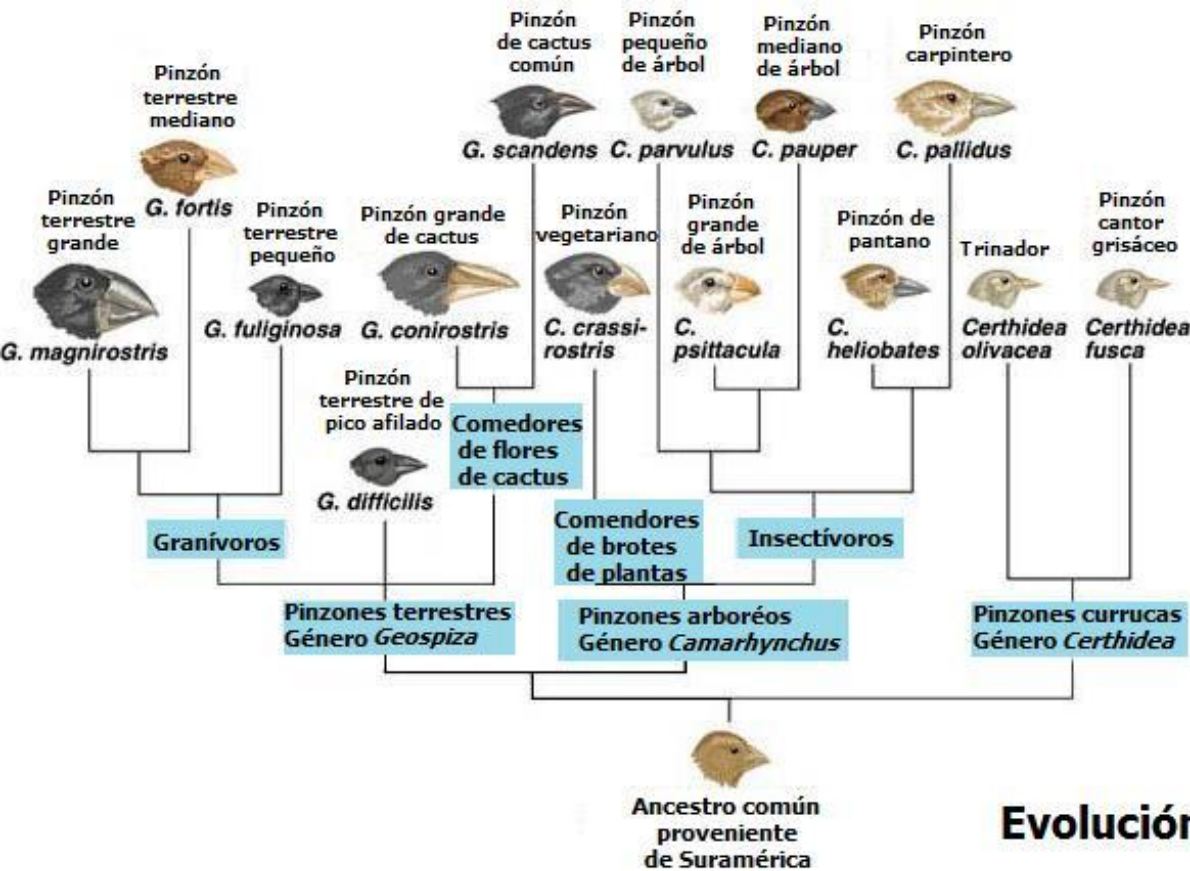 Pinzón
de cactus
común
Pinzón
pequeño
de árbol
Pinzón
mediano
de árbol
Pinzón
carpintero
G. scandens
C. parvulus
C. pauper
C. pallidus
Pinzón
terrestre
mediano
G. fortis
Pinzón
terrestre
grande
G. magnirostris
Pinzón
terrestre
pequeño
G. fuliginosa
Pinzón grande
de cactus
G. conirostris
Pinzón
vegetariano
C. crassi-
rostris
Pinzón
grande
de árbol
C.
psittacula
Pinzón de
pantano
C.
heliobates
Trinador
Certhidea
olivacea
Pinzón
cantor
grisáceo
Certhidea
fusca
Pinzón
terrestre de
pico afilado
G. difficilis
Comedores
de flores
de cactus
Granívoros
Comendores
de brotes
de plantas
Insectívoros
Pinzones terrestres
Género Geospiza
Pinzones arboréos
Género Camarhynchus
Pinzones currucas
Género Certhidea
Ancestro común
proveniente
de Suramérica
Evolución